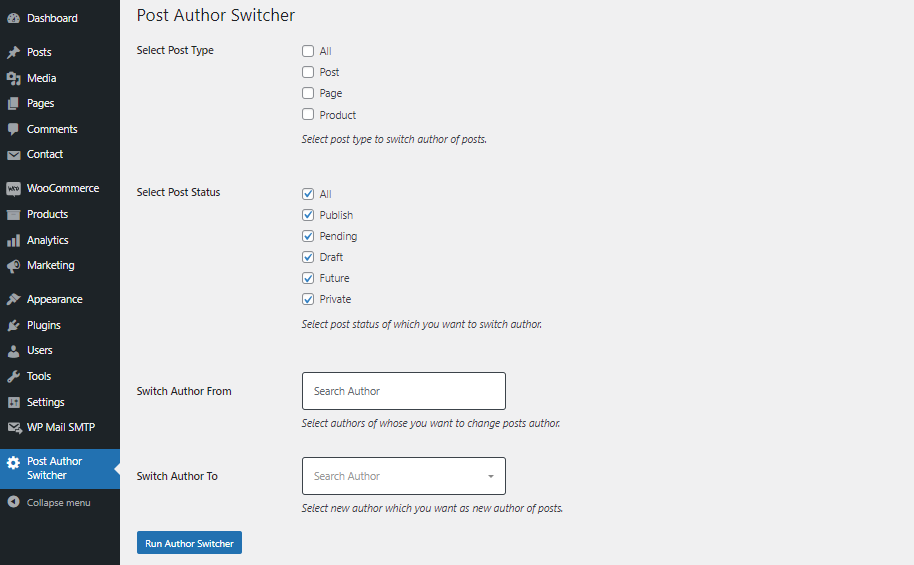 Dashboard
Posts
Media
Pages
Comments
Contact
WooCommerce
Products
Analytics
Marketing
Appearance
Plugins
Users
Tools
Settings
WP Mail SMTP
Post Author
Switcher
Collapse menu
Post Author Switcher
Select Post Type
All
Post
Page
Product
Select post type to switch author of posts.
Select Post Status
All
Publish
Pending
Draft
Future
Private
Select post status of which you want to switch author.
Switch Author From
Search Author
Select authors of whose you want to change posts author.
Switch Author To
Search Author
Select new author which you want as new author of posts.
Run Author Switcher